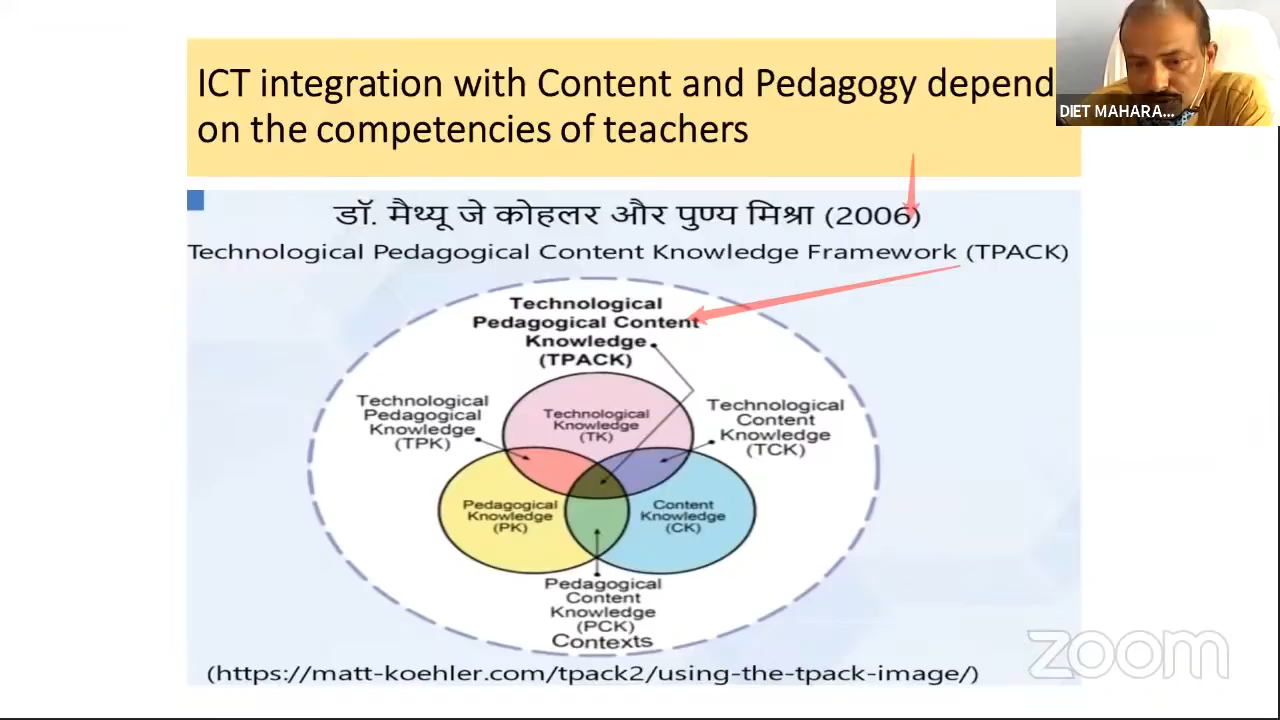 ICT integration with Content and Pedagogy depend
on the competencies of teachers
DIET MAHARA...
डॉ. मैथ्यू जे कोहलर और पुण्य मिश्रा (2006)
Technological Pedagogical Content Knowledge Framework (TPACK)
Technological
Pedagogical Content
Knowledge
(TPACK)
Technological
Pedagogical
Knowledge
(TPK)
Technological
Knowledge
(TK)
Technological
Content
Knowledge
(TCK)
Pedagogical
Knowledge
(PK)
Content
Knowledge
(CK)
Pedagogical
Content
Knowledge
(PCK)
Contexts
(https://matt-koehler.com/tpack2/using-the-tpack-image/)
zoom